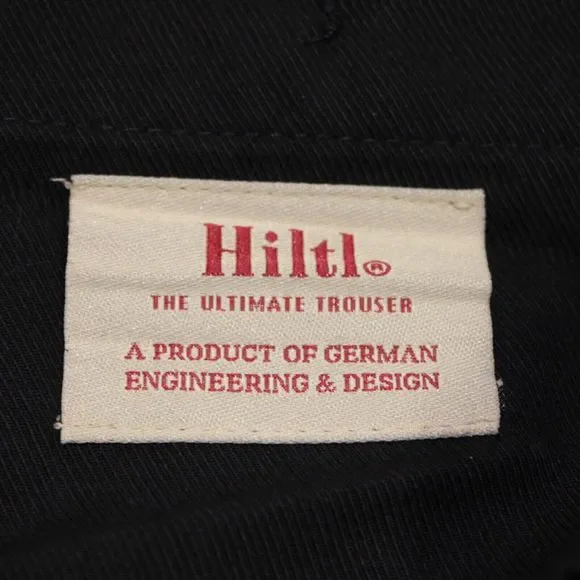 Hiltl®
THE ULTIMATE TROUSER
A PRODUCT OF GERMAN
ENGINEERING & DESIGN